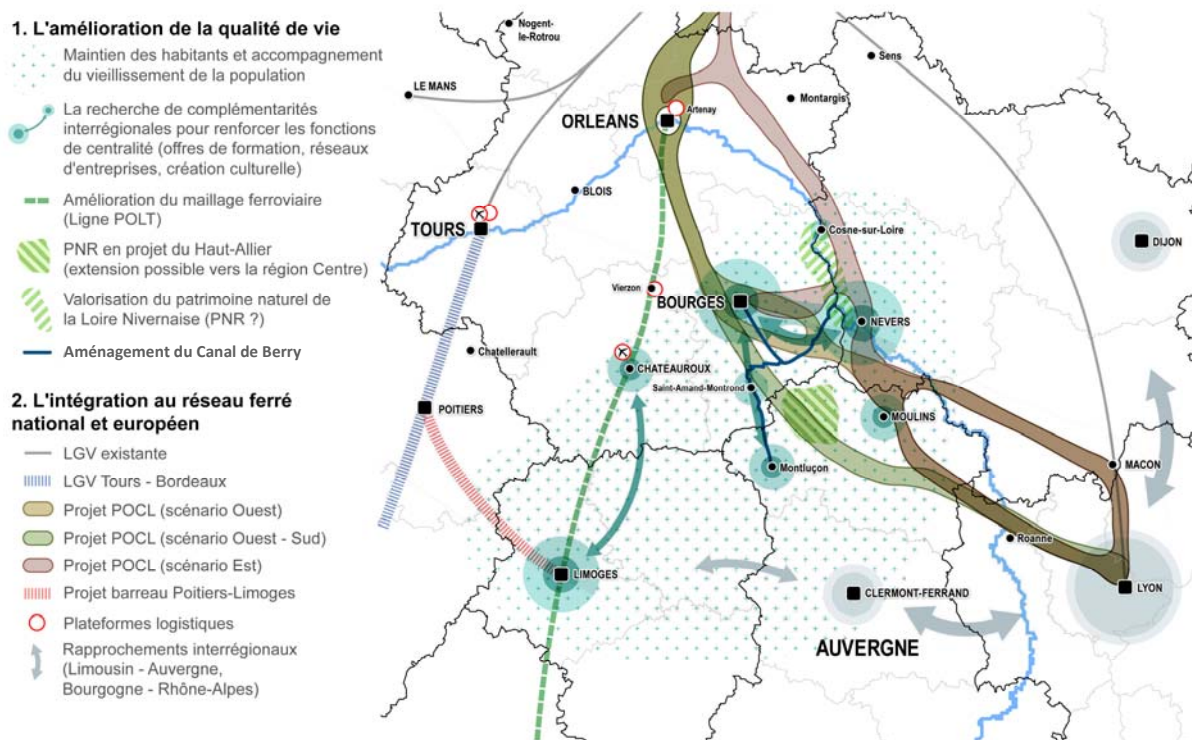 1. L'amélioration de la qualité de vie
Maintien des habitants et accompagnement
du vieillissement de la population
La recherche de complémentarités
interrégionales pour renforcer les fonctions
de centralité (offres de formation, réseaux
d'entreprises, création culturelle)
Amélioration du maillage ferroviaire
(Ligne POLT)
PNR en projet du Haut-Allier
(extension possible vers la région Centre)
Valorisation du patrimoine naturel de
la Loire Nivernaise (PNR ?)
Aménagement du Canal de Berry
2. L'intégration au réseau ferré
national et européen
LGV existante
LGV Tours - Bordeaux
Projet POCL (scénario Ouest)
Projet POCL (scénario Ouest - Sud)
Projet POCL (scénario Est)
Projet barreau Poitiers-Limoges
Plateformes logistiques
Rapprochements interrégionaux
(Limousin - Auvergne,
Bourgogne - Rhône-Alpes)
Nogent-
le-Rotrou
Sens
LE MANS
Montargis
Artenay
ORLEANS
BLOIS
TOURS
Cosne-sur-Loire
DIJON
Vierzon
BOURGES
NEVERS
Chatellerault
CHATEAUROUX
Saint-Amand-Montrond
POITIERS
MOULINS
Montluçon
MACON
Roanne
LIMOGES
CLERMONT-FERRAND
LYON
AUVERGNE